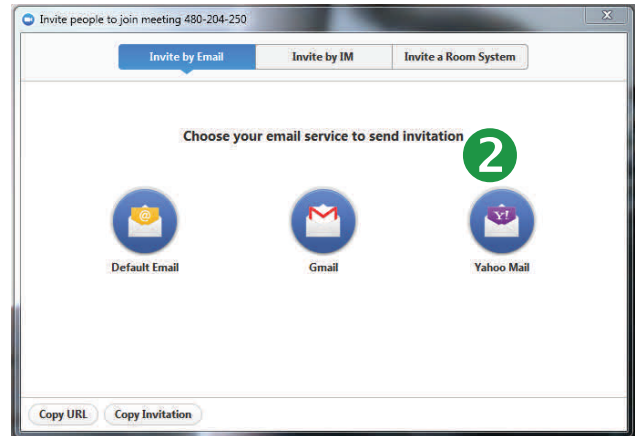 Invite people to join meeting 480-204-250
x
Invite by Email Invite by IM Invite a Room System
Choose your email service to send invitation
2
@ Y!
Default Email Gmail Yahoo Mail
Copy URL Copy Invitation